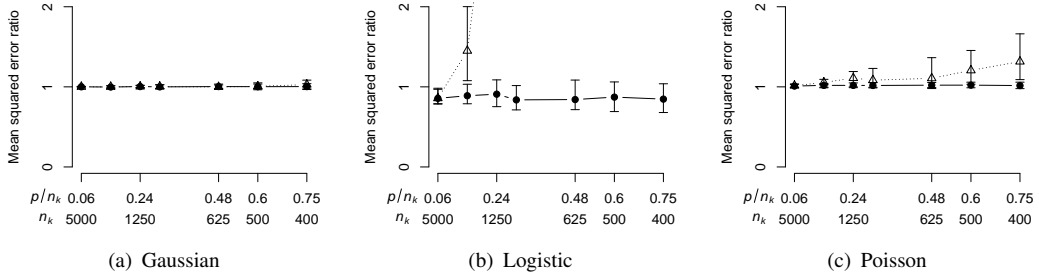 Mean squared error ratio
2
1
0
p/nk 0.06 0.24 0.48 0.6 0.75
nk 5000 1250 625 500 400
(a) Gaussian
Mean squared error ratio
2
1
0
p/nk 0.06 0.24 0.48 0.6 0.75
nk 5000 1250 625 500 400
(b) Logistic
Mean squared error ratio
2
1
0
p/nk 0.06 0.24 0.48 0.6 0.75
nk 5000 1250 625 500 400
(c) Poisson